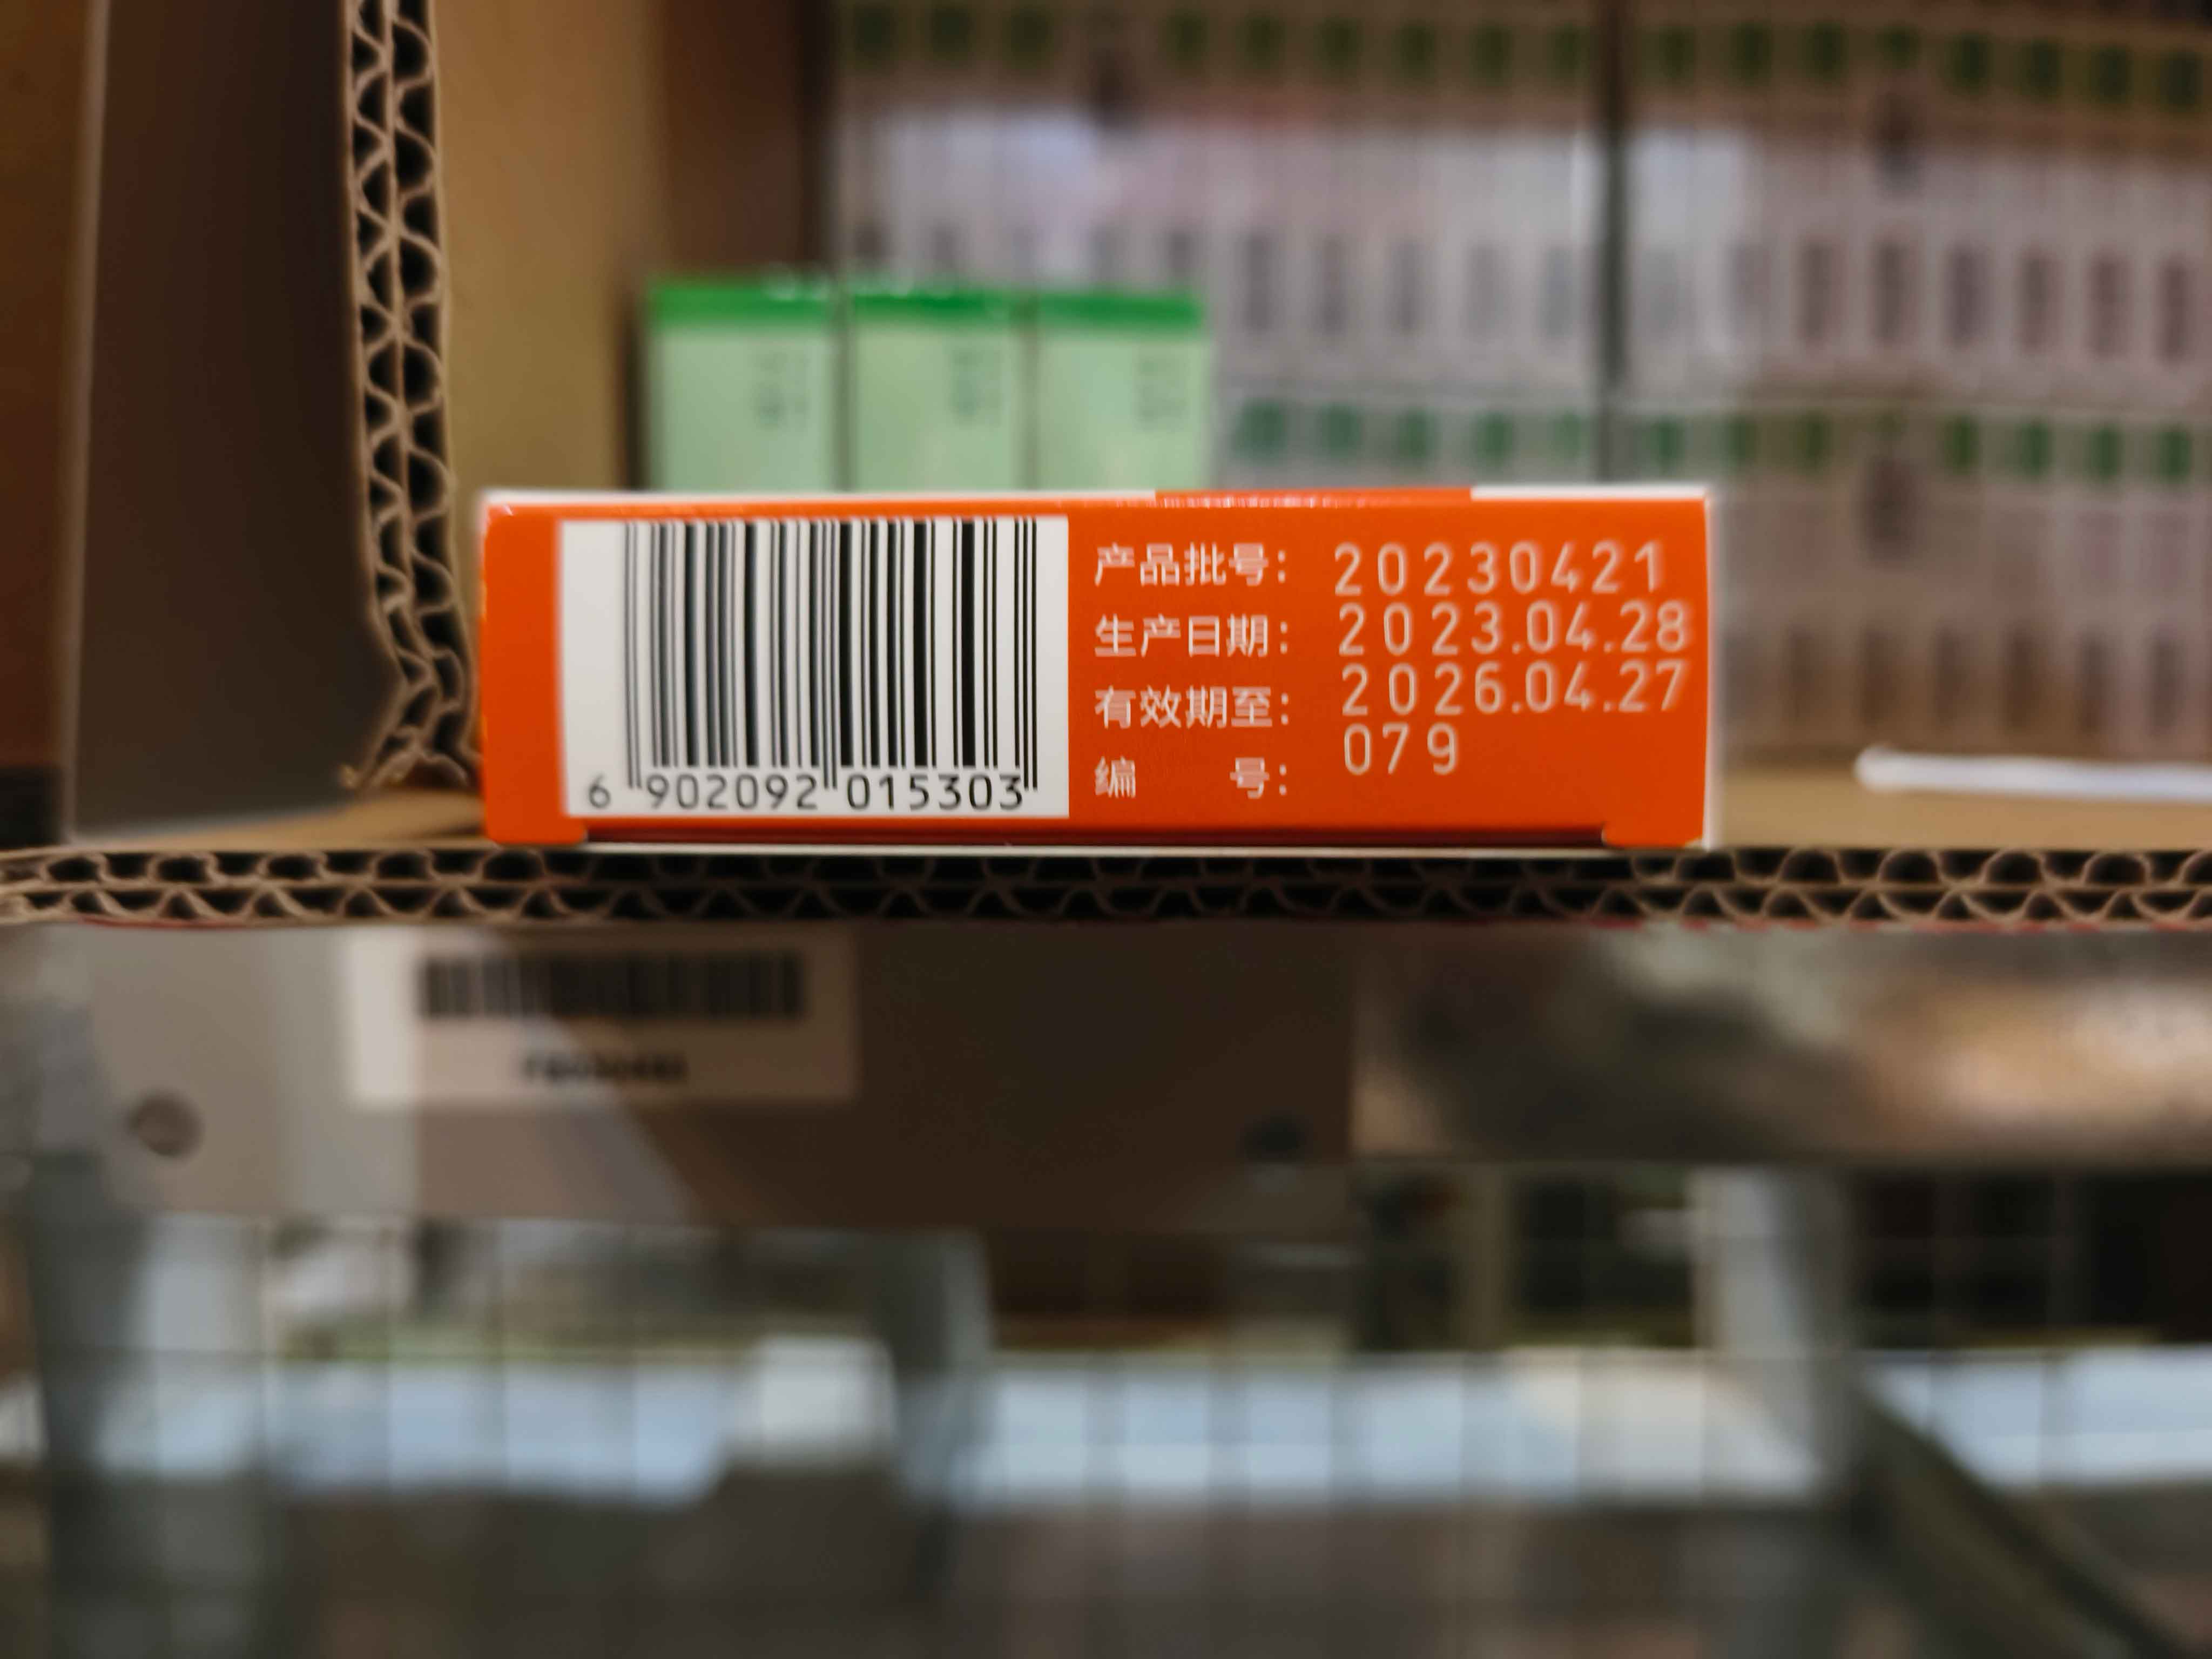 产品批号: 20230421
生产日期: 2023.04.28
有效期至: 2026.04.27
编 号: 079
6 902092 015303